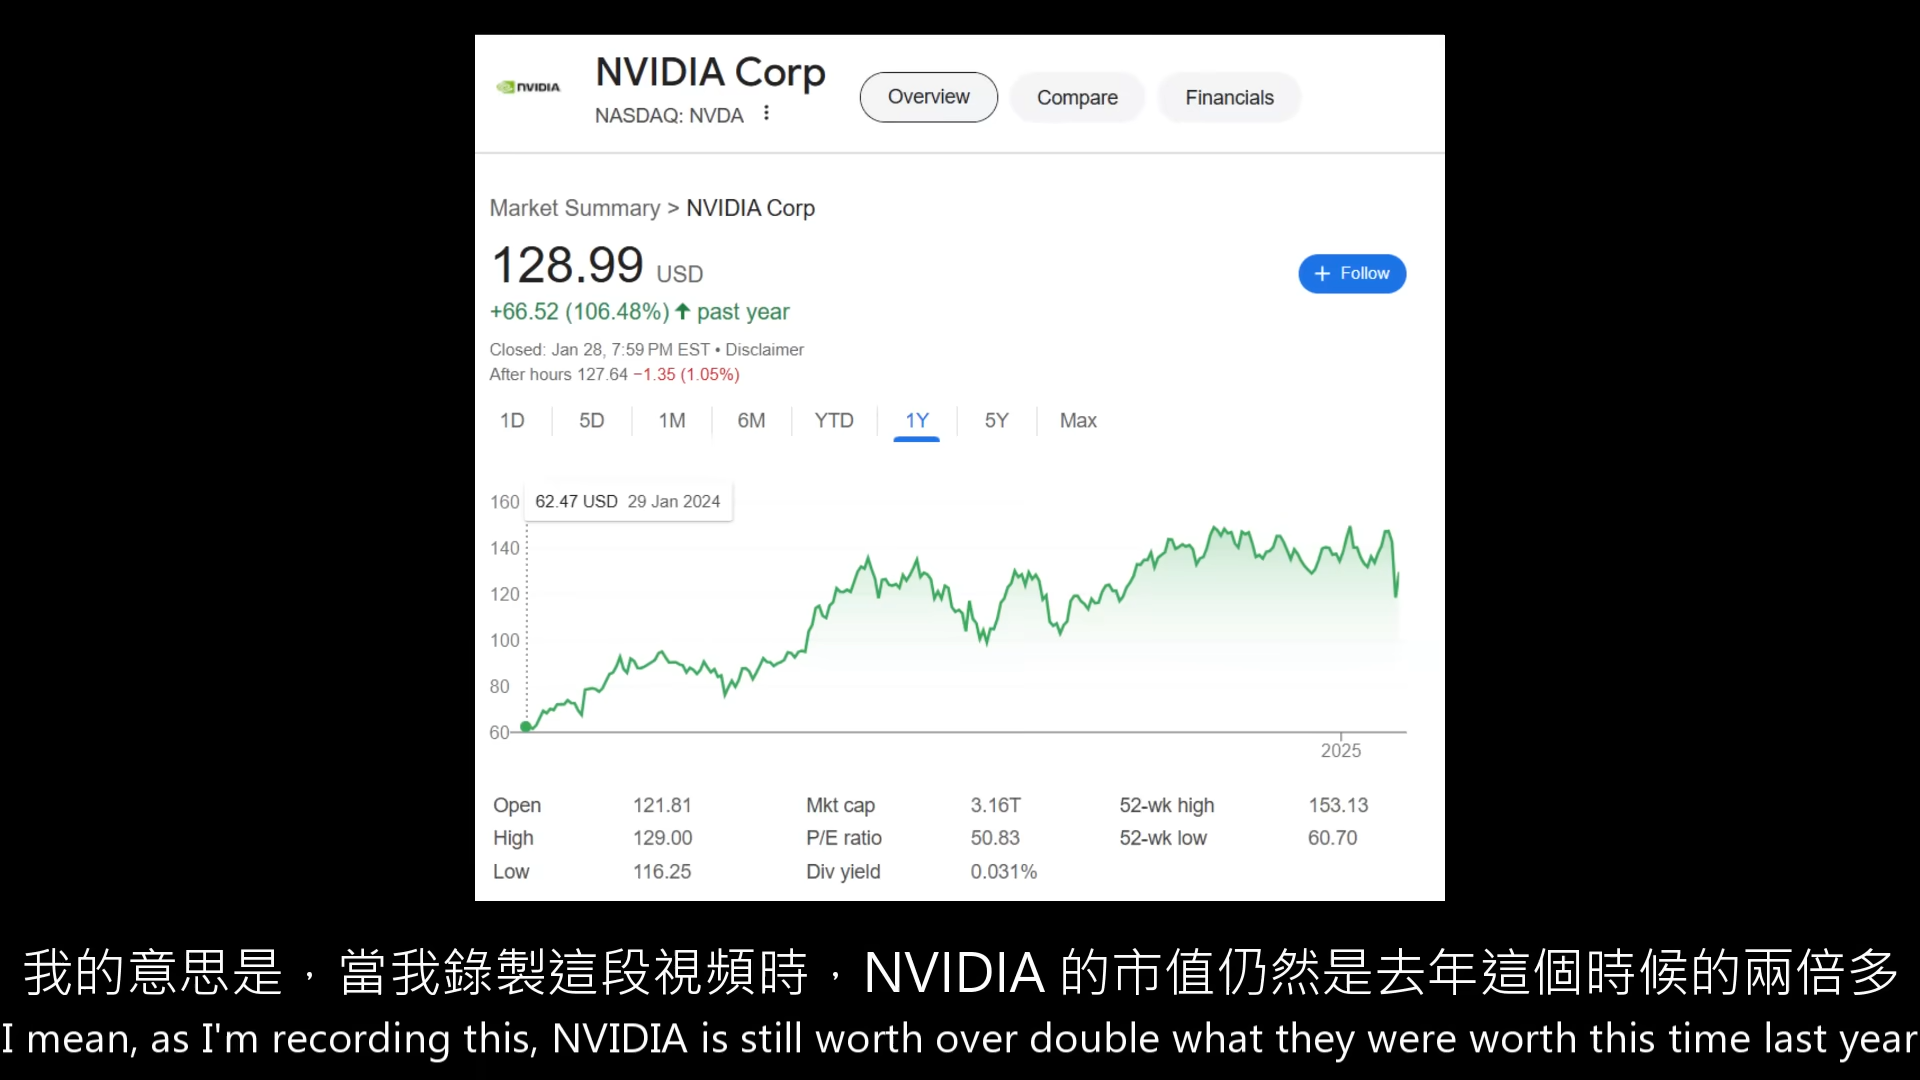 NVIDIA
NVIDIA Corp
NASDAQ: NVDA
Overview
Compare
Financials
Market Summary > NVIDIA Corp
128.99 USD
+ Follow
+66.52 (106.48%) ↑ past year
Closed: Jan 28, 7:59 PM EST • Disclaimer
After hours 127.64 −1.35 (1.05%)
1D 5D 1M 6M YTD 1Y 5Y Max
62.47 USD 29 Jan 2024
160
140
120
100
80
60
2025
Open 121.81 Mkt cap 3.16T 52-wk high 153.13
High 129.00 P/E ratio 50.83 52-wk low 60.70
Low 116.25 Div yield 0.031%
我的意思是，當我錄製這段視頻時，NVIDIA 的市值仍然是去年這個時候的兩倍多
I mean, as I'm recording this, NVIDIA is still worth over double what they were worth this time last year